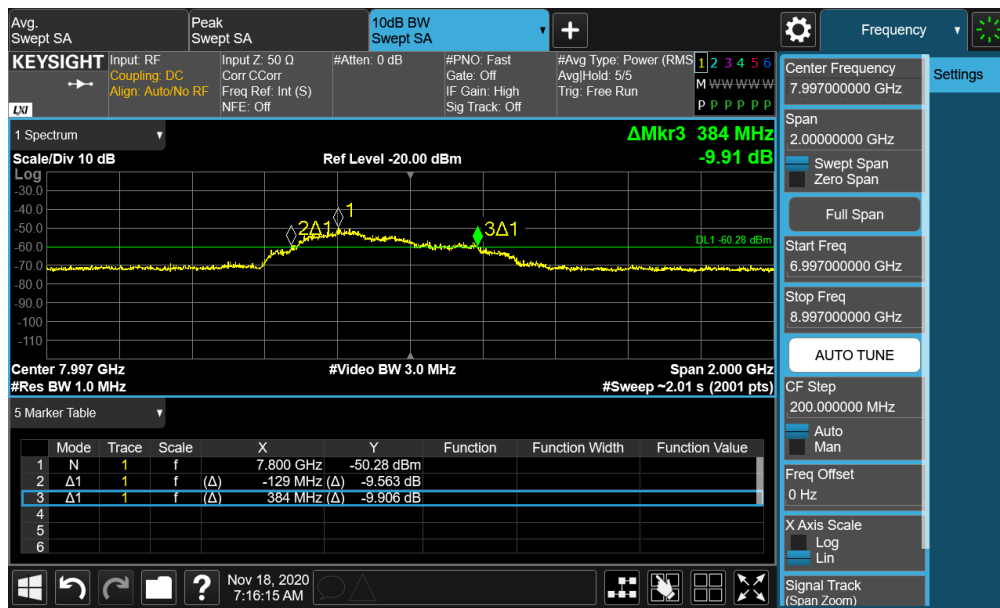 Avg.
Swept SA
Peak
Swept SA
10dB BW
Swept SA
Frequency
KEYSIGHT
LXI
Input: RF
Coupling: DC
Align: Auto/No RF
Input Z: 50 Ω
Corr CCorr
Freq Ref: Int (S)
NFE: Off
#Atten: 0 dB
#PNO: Fast
Gate: Off
IF Gain: High
Sig Track: Off
#Avg Type: Power (RMS
Avg|Hold: 5/5
Trig: Free Run
1 2 3 4 5 6
M W W W W W
P P P P P P
Center Frequency
7.997000000 GHz
Settings
1 Spectrum
ΔMkr3 384 MHz
-9.91 dB
Scale/Div 10 dB
Ref Level -20.00 dBm
Log
-30.0
-40.0
-50.0
-60.0
-70.0
-80.0
-90.0
-100
-110
1
2Δ1
3Δ1
DL1 -60.28 dBm
Center 7.997 GHz
#Video BW 3.0 MHz
Span 2.000 GHz
#Res BW 1.0 MHz
#Sweep ~2.01 s (2001 pts)
Span
2.00000000 GHz
Swept Span
Zero Span
Full Span
Start Freq
6.997000000 GHz
Stop Freq
8.997000000 GHz
AUTO TUNE
CF Step
200.000000 MHz
Auto
Man
Freq Offset
0 Hz
X Axis Scale
Log
Lin
Signal Track
(Span Zoom)
5 Marker Table
Mode Trace Scale X Y Function Function Width Function Value
1 N 1 f 7.800 GHz -50.28 dBm
2 Δ1 1 f (Δ) -129 MHz (Δ) -9.563 dB
3 Δ1 1 f (Δ) 384 MHz (Δ) -9.906 dB
4
5
6
?
Nov 18, 2020
7:16:15 AM